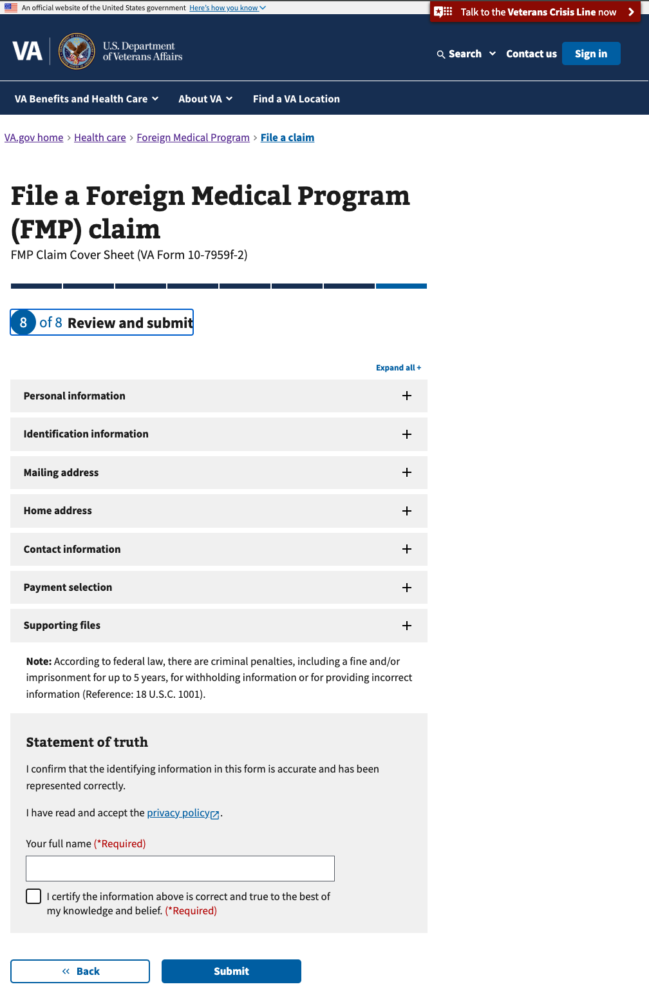 An official website of the United States government Here's how you know
Talk to the Veterans Crisis Line now
VA
U.S. Department
of Veterans Affairs
Search
Contact us
Sign in
VA Benefits and Health Care
About VA
Find a VA Location
VA.gov home › Health care › Foreign Medical Program › File a claim
File a Foreign Medical Program
(FMP) claim
FMP Claim Cover Sheet (VA Form 10-7959f-2)
8 of 8 Review and submit
Expand all +
Personal information
Identification information
Mailing address
Home address
Contact information
Payment selection
Supporting files
Note: According to federal law, there are criminal penalties, including a fine and/or
imprisonment for up to 5 years, for withholding information or for providing incorrect
information (Reference: 18 U.S.C. 1001).
Statement of truth
I confirm that the identifying information in this form is accurate and has been
represented correctly.
I have read and accept the privacy policy.
Your full name (*Required)
I certify the information above is correct and true to the best of
my knowledge and belief. (*Required)
Back
Submit